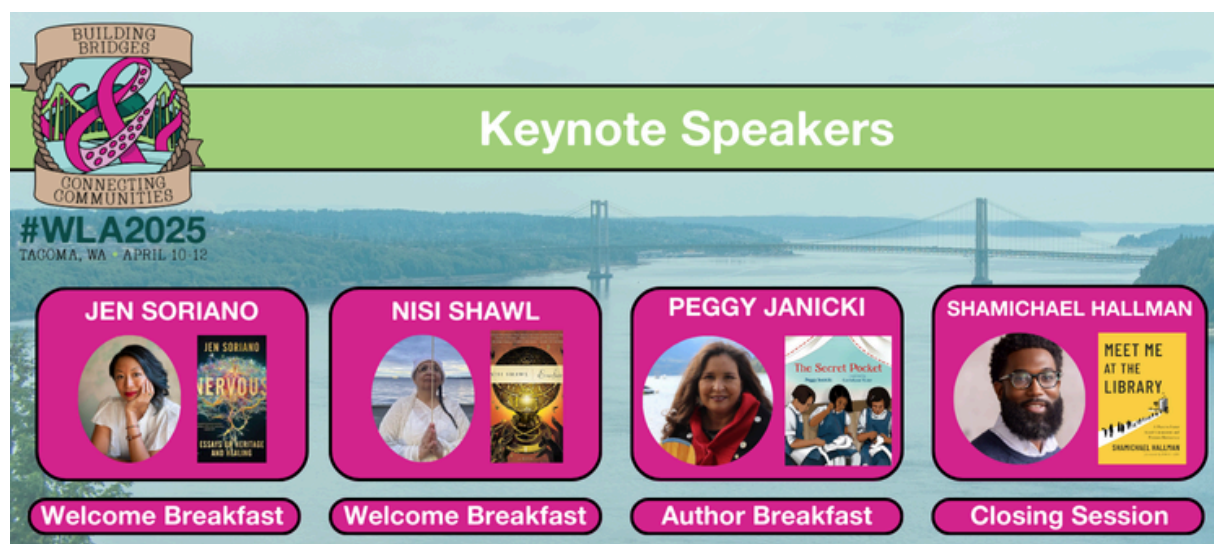 BUILDING
BRIDGES
&
CONNECTING
COMMUNITIES
#WLA2025
TACOMA, WA • APRIL 10-12
Keynote Speakers
JEN SORIANO
JEN SORIANO
NERVOUS
ESSAYS ON HERITAGE
AND HEALING
Welcome Breakfast
NISI SHAWL
NISI SHAWL
Welcome Breakfast
PEGGY JANICKI
The Secret Pocket
Peggy Janicki
Author Breakfast
SHAMICHAEL HALLMAN
MEET ME
AT THE
LIBRARY
SHAMICHAEL HALLMAN
Closing Session